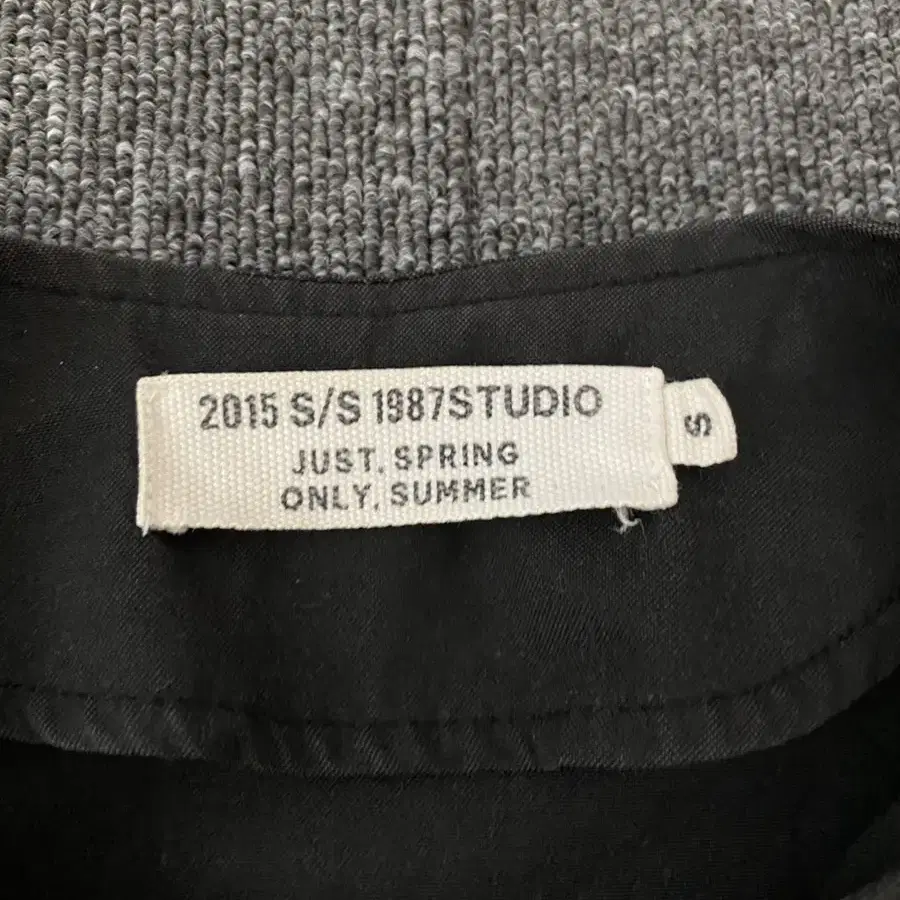 2015 S/S 1987STUDIO
JUST. SPRING
ONLY, SUMMER
S